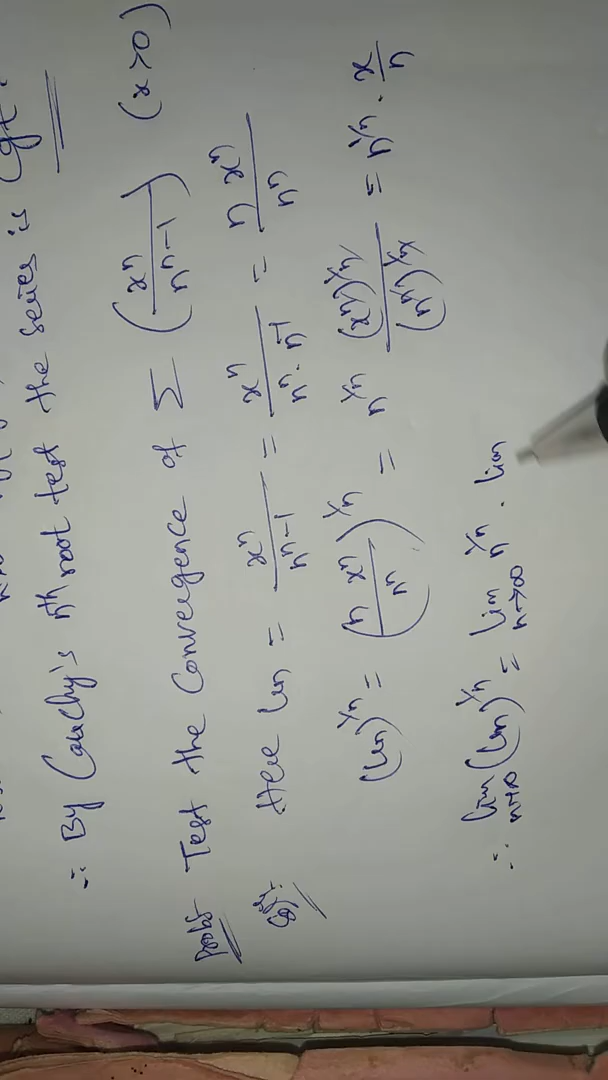 ∴ By Cauchy's nth root test the series is Cgt.
Prob:- Test the Convergence of ∑ (xⁿ/nⁿ⁻¹) (x>0)
Sol:- Here uₙ = xⁿ/nⁿ⁻¹ = xⁿ/(nⁿ·n⁻¹) = n xⁿ/nⁿ
(uₙ)^(1/n) = (n xⁿ/nⁿ)^(1/n) = n^(1/n) (xⁿ)^(1/n)/(nⁿ)^(1/n) = n^(1/n) · x/n
∴ lim n→∞ (uₙ)^(1/n) = lim n→∞ n^(1/n) · lim